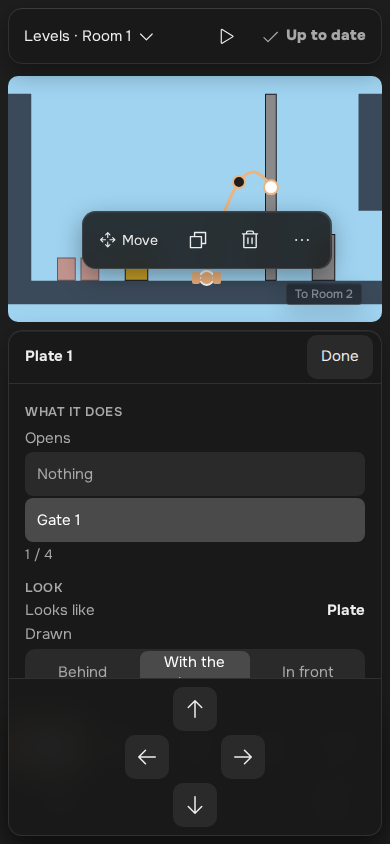 Levels · Room 1
Up to date
Move
To Room 2
Plate 1
Done
WHAT IT DOES
Opens
Nothing
Gate 1
1 / 4
LOOK
Looks like
Plate
Drawn
Behind
With the
In front